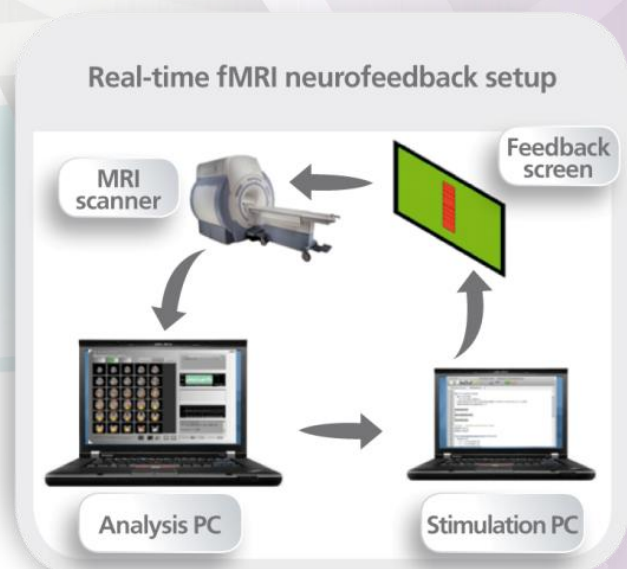 Real-time fMRI neurofeedback setup
MRI
scanner
Feedback
screen
Analysis PC
Stimulation PC